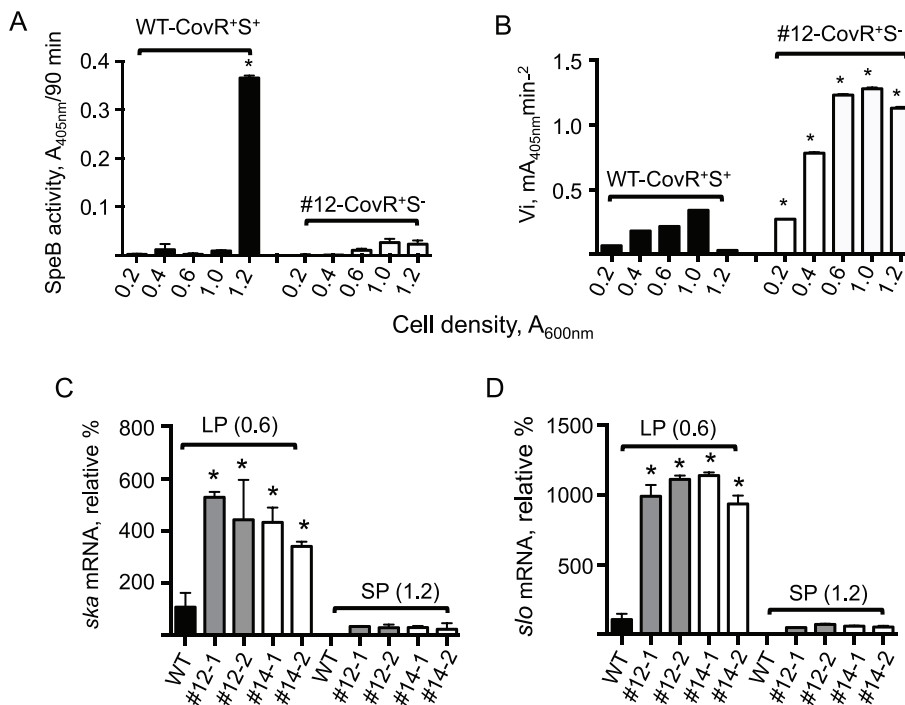 A
WT-CovR+S+
SpeB activity, A405nm/90 min
0.4
0.3
0.2
0.1
*
#12-CovR+S-
0.2 0.4 0.6 1.0 1.2 0.2 0.4 0.6 1.0 1.2
B
#12-CovR+S-
Vi, mA405nm min-2
1.5
1.0
0.5
WT-CovR+S+
* * * * *
0.2 0.4 0.6 1.0 1.2 0.2 0.4 0.6 1.0 1.2
Cell density, A600nm
C
ska mRNA, relative %
800
600
400
200
LP (0.6)
* * * *
SP (1.2)
WT #12-1 #12-2 #14-1 #14-2 WT #12-1 #12-2 #14-1 #14-2
D
slo mRNA, relative %
1500
1000
500
0
LP (0.6)
* * * *
SP (1.2)
WT #12-1 #12-2 #14-1 #14-2 WT #12-1 #12-2 #14-1 #14-2